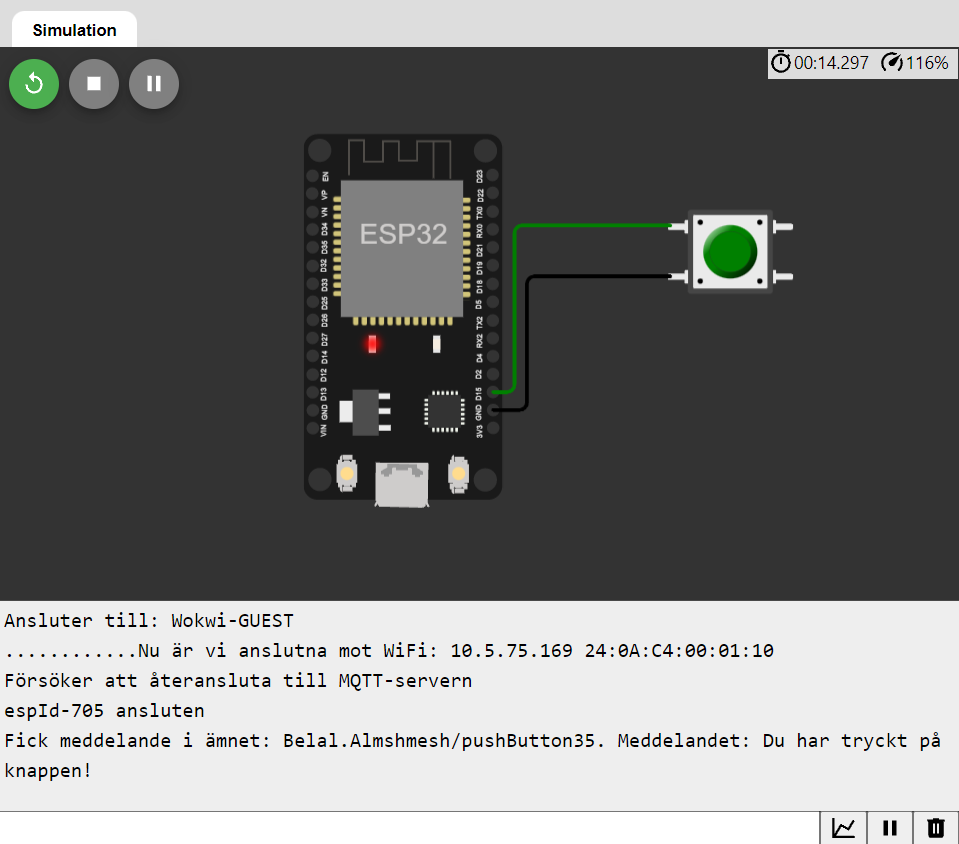 Simulation
00:14.297 116%
ESP32
EN
VP
VN
D34
D35
D32
D33
D25
D26
D27
D14
D12
D13
GND
VIN
D23
D22
TX0
RX0
D21
D19
D18
D5
TX2
RX2
D4
D2
D15
GND
3V3
Ansluter till: Wokwi-GUEST
............Nu är vi anslutna mot WiFi: 10.5.75.169 24:0A:C4:00:01:10
Försöker att återansluta till MQTT-servern
espId-705 ansluten
Fick meddelande i ämnet: Belal.Almshmesh/pushButton35. Meddelandet: Du har tryckt på
knappen!